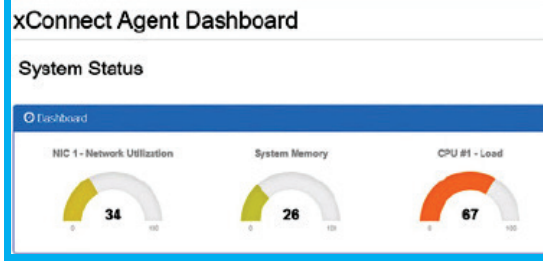 xConnect Agent Dashboard
System Status
Dashboard
NIC 1 - Network Utilization System Memory CPU #1 - Load
34 26 67
0 100 0 100 0 100